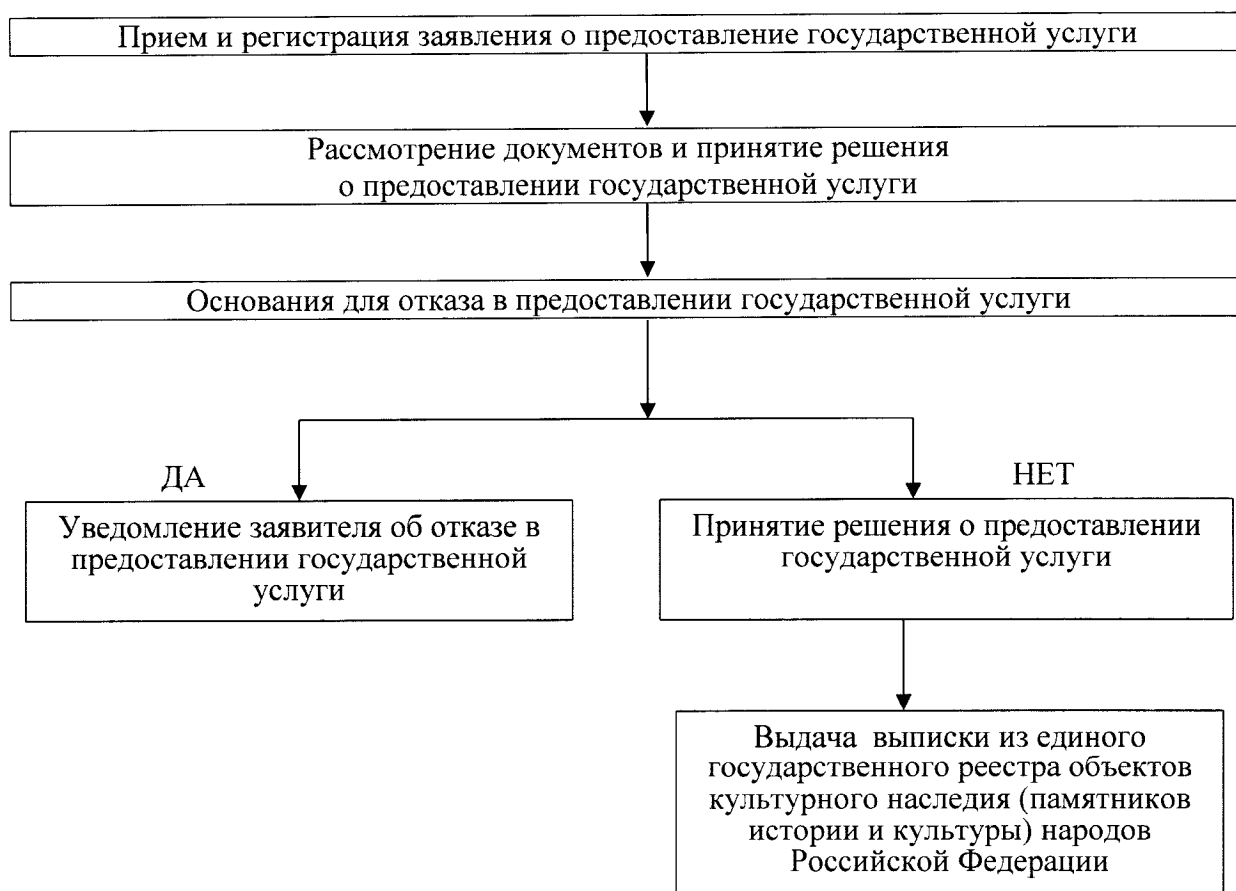 Прием и регистрация заявления о предоставление государственной услуги
Рассмотрение документов и принятие решения
о предоставлении государственной услуги
Основания для отказа в предоставлении государственной услуги
ДА
Уведомление заявителя об отказе в
предоставлении государственной
услуги
НЕТ
Принятие решения о предоставлении
государственной услуги
Выдача выписки из единого
государственного реестра объектов
культурного наследия (памятников
истории и культуры) народов
Российской Федерации